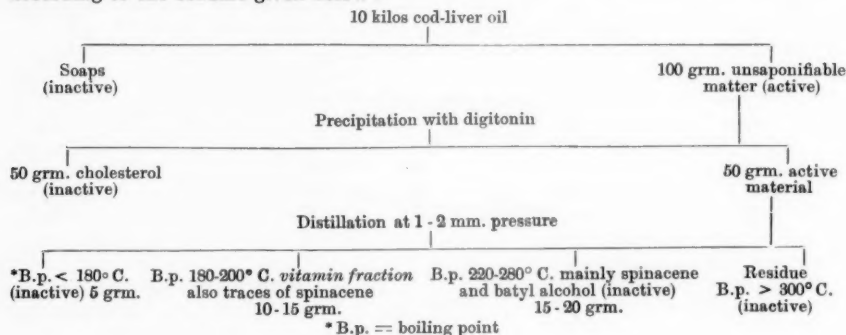 10 kilos cod-liver oil
Soaps
(inactive)
100 grm. unsaponifiable
matter (active)
Precipitation with digitonin
50 grm. cholesterol
(inactive)
50 grm. active
material
Distillation at 1 - 2 mm. pressure
*B.p. < 180° C.
(inactive) 5 grm.
B.p. 180-200° C. vitamin fraction
also traces of spinacene
10-15 grm.
B.p. 220-280° C. mainly spinacene
and batyl alcohol (inactive)
15 - 20 grm.
Residue
B.p. > 300° C.
(inactive)
* B.p. = boiling point